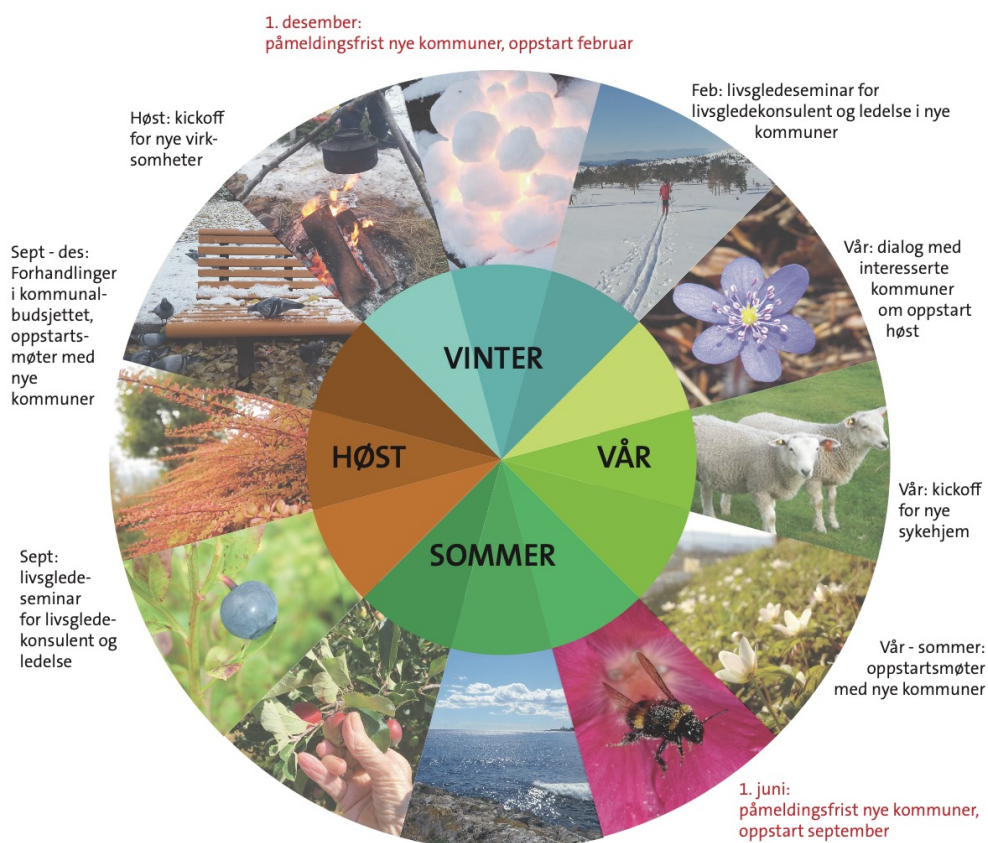 1. desember:
påmeldingsfrist nye kommuner, oppstart februar
Feb: livsgledeseminar for
livsgledekonsulent og ledelse i nye
kommuner
Vår: dialog med
interesserte
kommuner
om oppstart
høst
Vår: kickoff
for nye
sykehjem
Vår - sommer:
oppstartsmøter
med nye kommuner
1. juni:
påmeldingsfrist nye kommuner,
oppstart september
Sept:
livsglede-
seminar
for livsglede-
konsulent og
ledelse
Sept - des:
Forhandlinger
i kommunal-
budsjettet,
oppstarts-
møter med
nye
kommuner
Høst: kickoff
for nye virk-
somheter
VINTER
VÅR
SOMMER
HØST